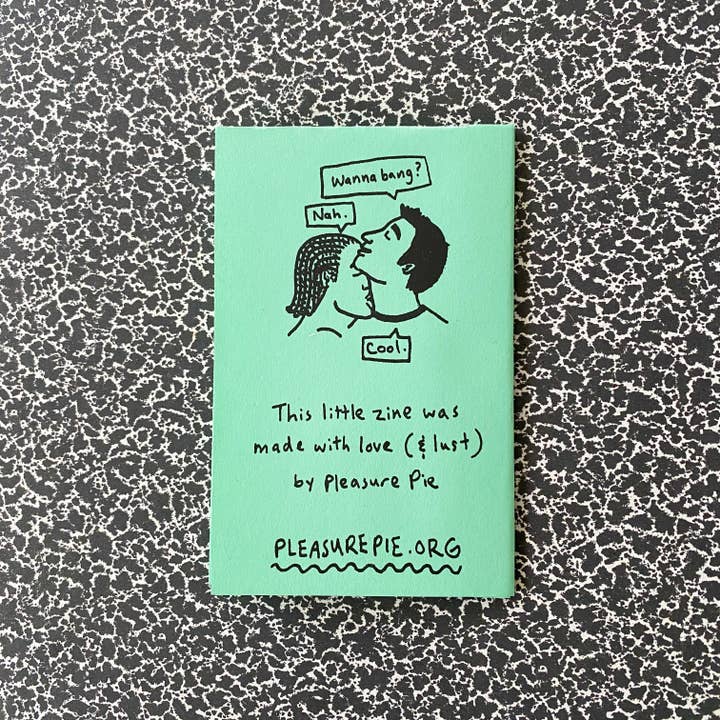 Wanna bang?
Nah.
Cool.
This little zine was
made with love (& lust)
by Pleasure Pie
PLEASUREPIE.ORG